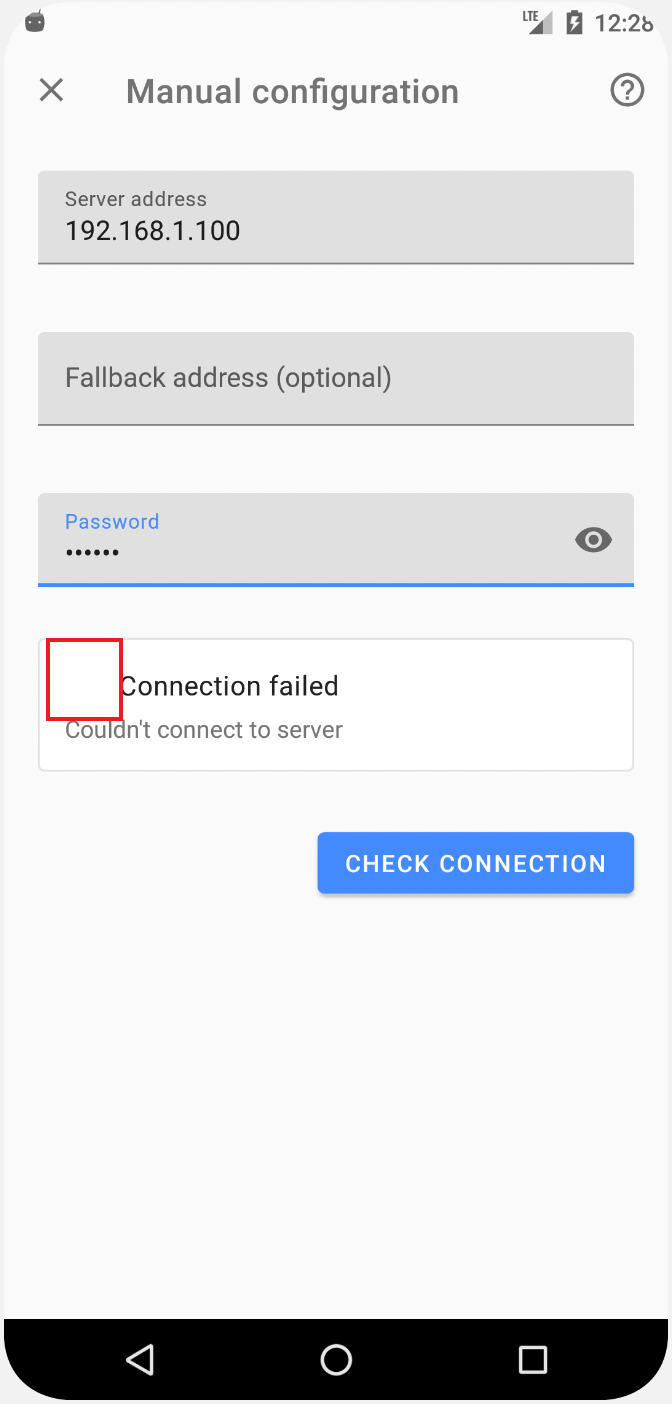 LTE 12:28
Manual configuration
Server address
192.168.1.100
Fallback address (optional)
Password
••••••
Connection failed
Couldn't connect to server
CHECK CONNECTION